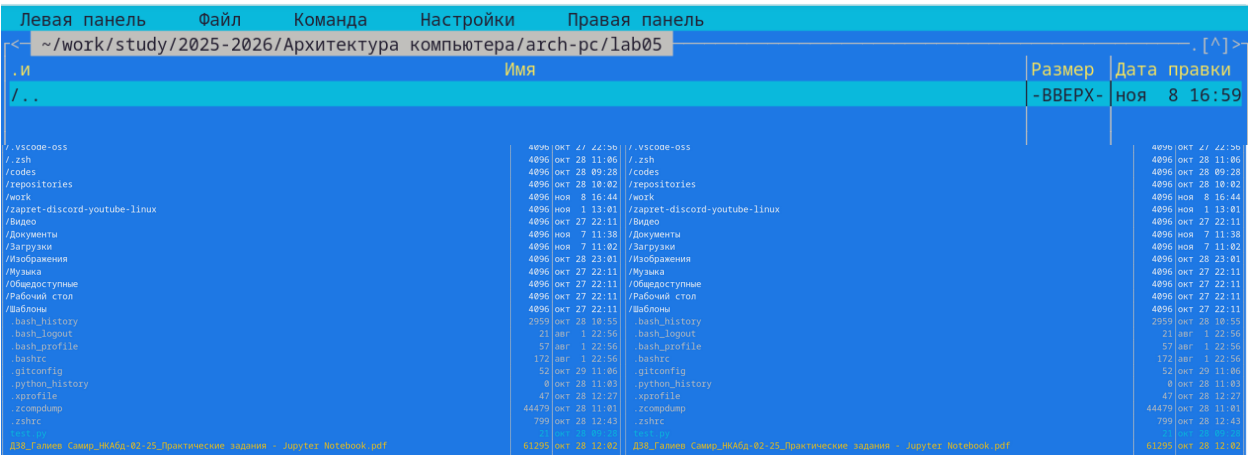 Левая панель Файл Команда Настройки Правая панель
<─ ~/work/study/2025-2026/Архитектура компьютера/arch-pc/lab05 .[^]>
.и Имя Размер Дата правки
/.. -ВВЕРХ- ноя 8 16:59
/.vscode-oss 4096 окт 27 22:56 /.vscode-oss 4096 окт 27 22:56
/.zsh 4096 окт 28 11:06 /.zsh 4096 окт 28 11:06
/codes 4096 окт 28 09:28 /codes 4096 окт 28 09:28
/repositories 4096 окт 28 10:02 /repositories 4096 окт 28 10:02
/work 4096 ноя 8 16:44 /work 4096 ноя 8 16:44
/zapret-discord-youtube-linux 4096 ноя 1 13:01 /zapret-discord-youtube-linux 4096 ноя 1 13:01
/Видео 4096 окт 27 22:11 /Видео 4096 окт 27 22:11
/Документы 4096 ноя 7 11:38 /Документы 4096 ноя 7 11:38
/Загрузки 4096 ноя 7 11:02 /Загрузки 4096 ноя 7 11:02
/Изображения 4096 окт 28 23:01 /Изображения 4096 окт 28 23:01
/Музыка 4096 окт 27 22:11 /Музыка 4096 окт 27 22:11
/Общедоступные 4096 окт 27 22:11 /Общедоступные 4096 окт 27 22:11
/Рабочий стол 4096 окт 27 22:11 /Рабочий стол 4096 окт 27 22:11
/Шаблоны 4096 окт 27 22:11 /Шаблоны 4096 окт 27 22:11
.bash_history 2959 окт 28 10:55 .bash_history 2959 окт 28 10:55
.bash_logout 21 авг 1 22:56 .bash_logout 21 авг 1 22:56
.bash_profile 57 авг 1 22:56 .bash_profile 57 авг 1 22:56
.bashrc 172 авг 1 22:56 .bashrc 172 авг 1 22:56
.gitconfig 52 окт 29 11:06 .gitconfig 52 окт 29 11:06
.python_history 0 окт 28 11:03 .python_history 0 окт 28 11:03
.xprofile 47 окт 28 12:27 .xprofile 47 окт 28 12:27
.zcompdump 44479 окт 28 11:01 .zcompdump 44479 окт 28 11:01
.zshrc 799 окт 28 12:43 .zshrc 799 окт 28 12:43
test.py 21 окт 28 09:28 test.py 21 окт 28 09:28
ДЗ8_Галиев Самир_НКАбд-02-25_Практические задания - Jupyter Notebook.pdf 61295 окт 28 12:02 ДЗ8_Галиев Самир_НКАбд-02-25_Практические задания - Jupyter Notebook.pdf 61295 окт 28 12:02